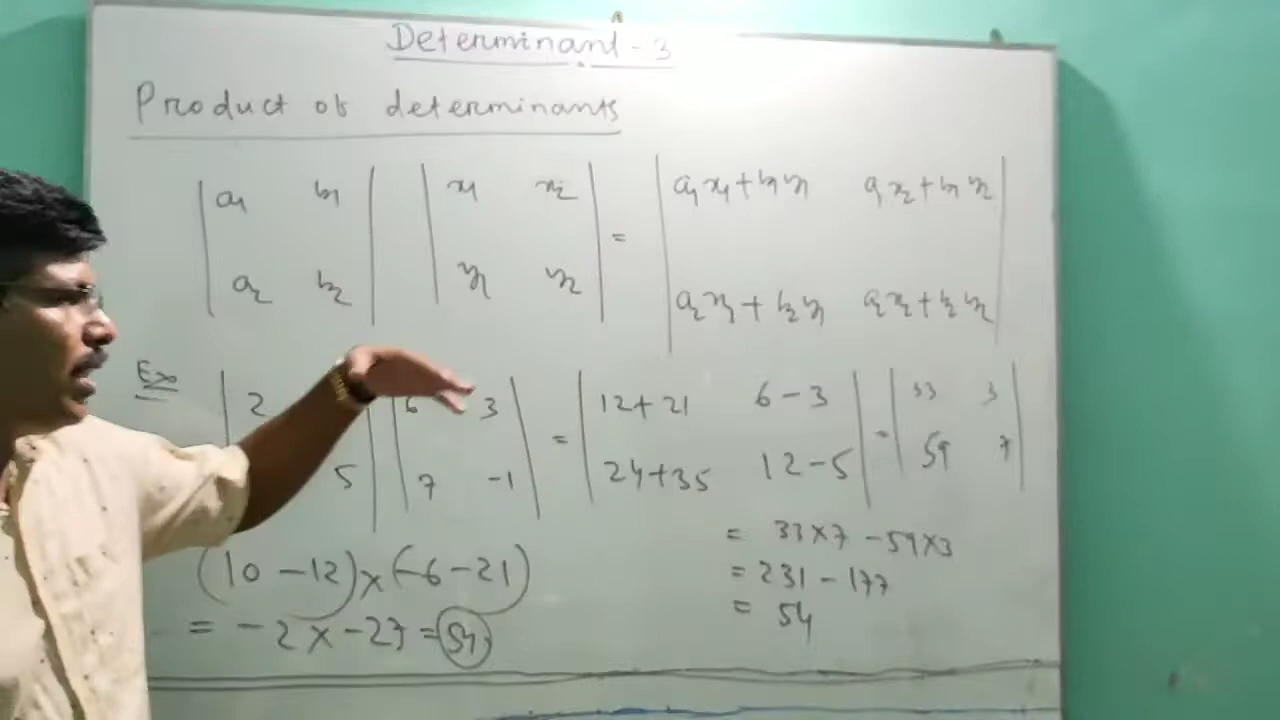 Determinant - 3
Product of determinants
| a₁ b₁ | | x₁ x₂ | = | a₁x₁+b₁y₁ a₁x₂+b₁y₂ |
| a₂ b₂ | | y₁ y₂ | | a₂x₁+b₂y₁ a₂x₂+b₂y₂ |
Ex | 2 | | 6 3 | = | 12+21 6-3 | = | 33 3 |
5 | | 7 -1 | | 24+35 12-5 | | 59 7 |
= 33×7 - 59×3
(10 - 12) × (-6 - 21)
= 231 - 177
= -2 × -27 = 54
= 54